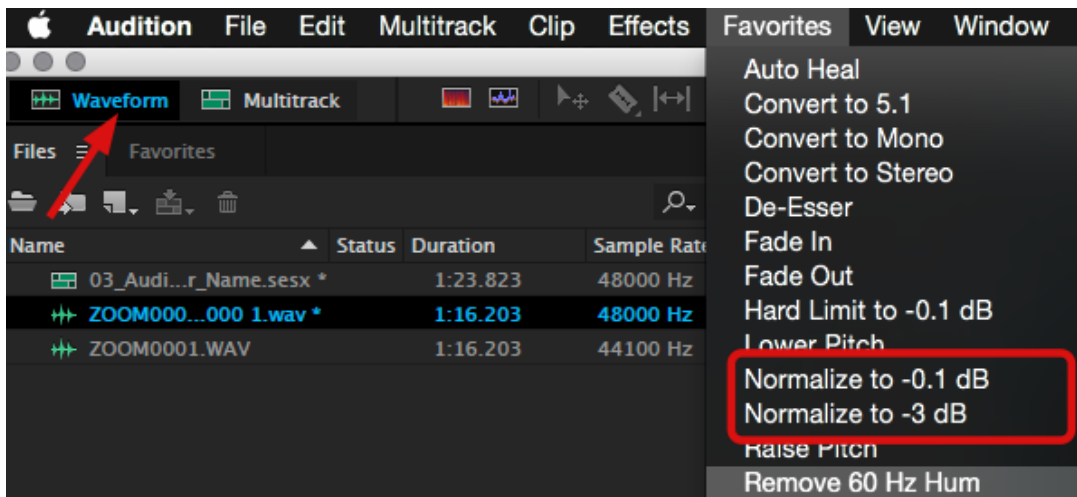 Audition File Edit Multitrack Clip Effects Favorites View Window
Waveform Multitrack
Files Favorites
Name Status Duration Sample Rate
03_Audi...r_Name.sesx * 1:23.823 48000 Hz
ZOOM000...000 1.wav * 1:16.203 48000 Hz
ZOOM0001.WAV 1:16.203 44100 Hz
Auto Heal
Convert to 5.1
Convert to Mono
Convert to Stereo
De-Esser
Fade In
Fade Out
Hard Limit to -0.1 dB
Lower Pitch
Normalize to -0.1 dB
Normalize to -3 dB
Raise Pitch
Remove 60 Hz Hum